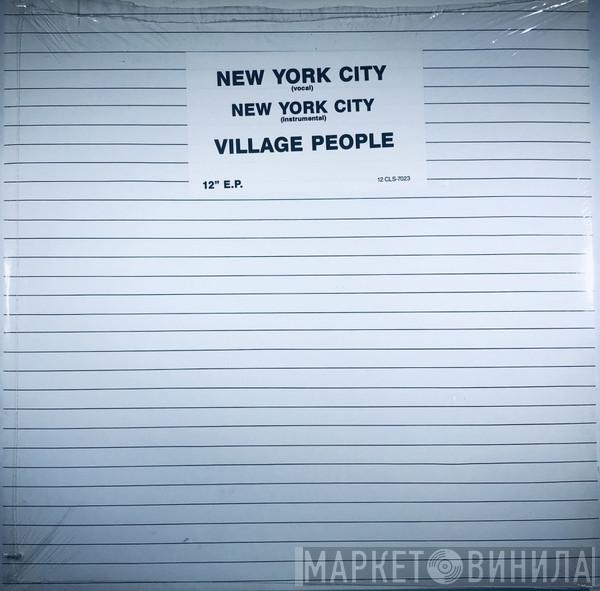 NEW YORK CITY
(vocal)
NEW YORK CITY
(instrumental)
VILLAGE PEOPLE
12" E.P.
12 CLS-7023
МАРКЕТ ВИНИЛА